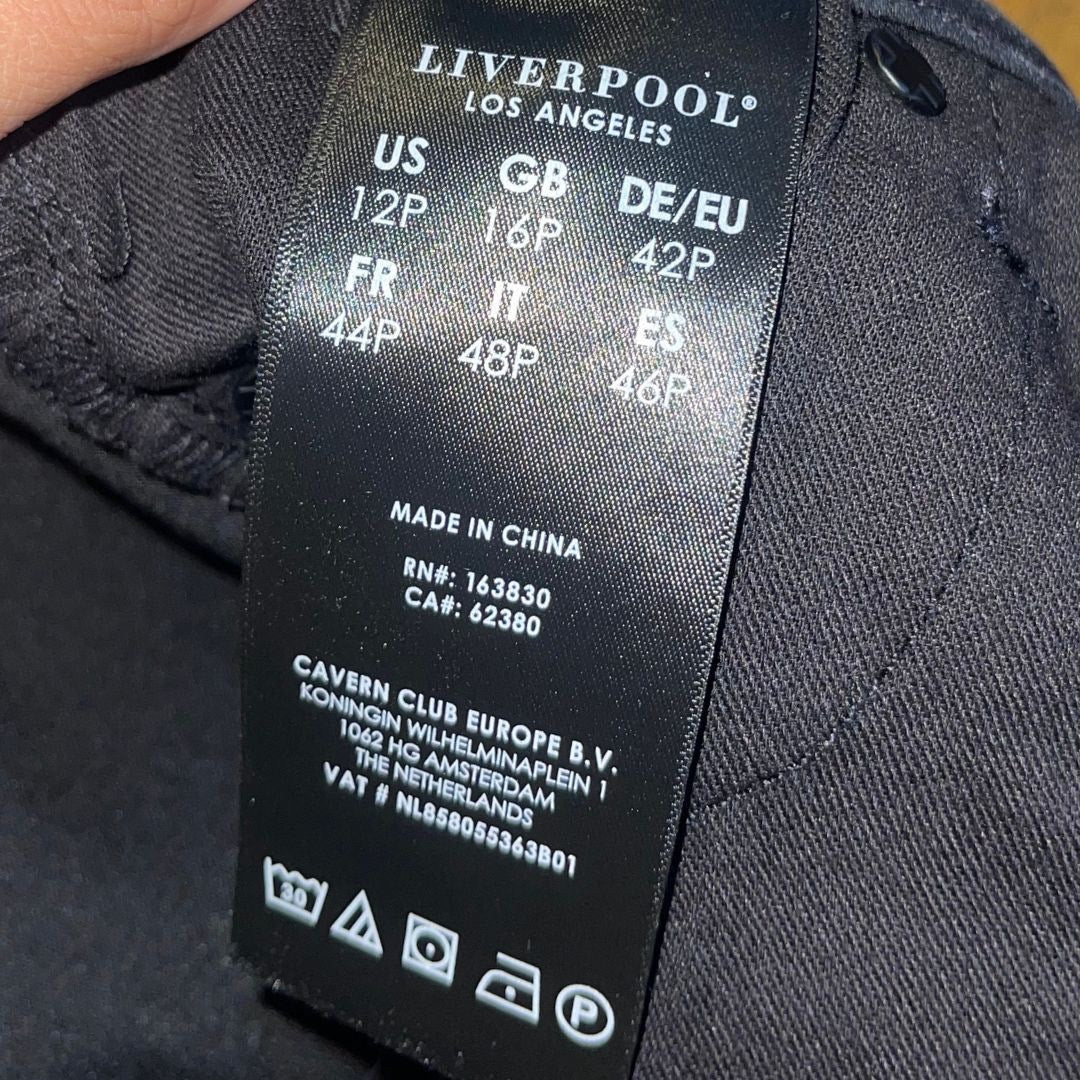 LIVERPOOL®
LOS ANGELES
US GB DE/EU
12P 16P 42P
FR IT ES
44P 48P 46P
MADE IN CHINA
RN#: 163830
CA#: 62380
CAVERN CLUB EUROPE B.V.
KONINGIN WILHELMINAPLEIN 1
1062 HG AMSTERDAM
THE NETHERLANDS
VAT # NL858055363B01
30
P